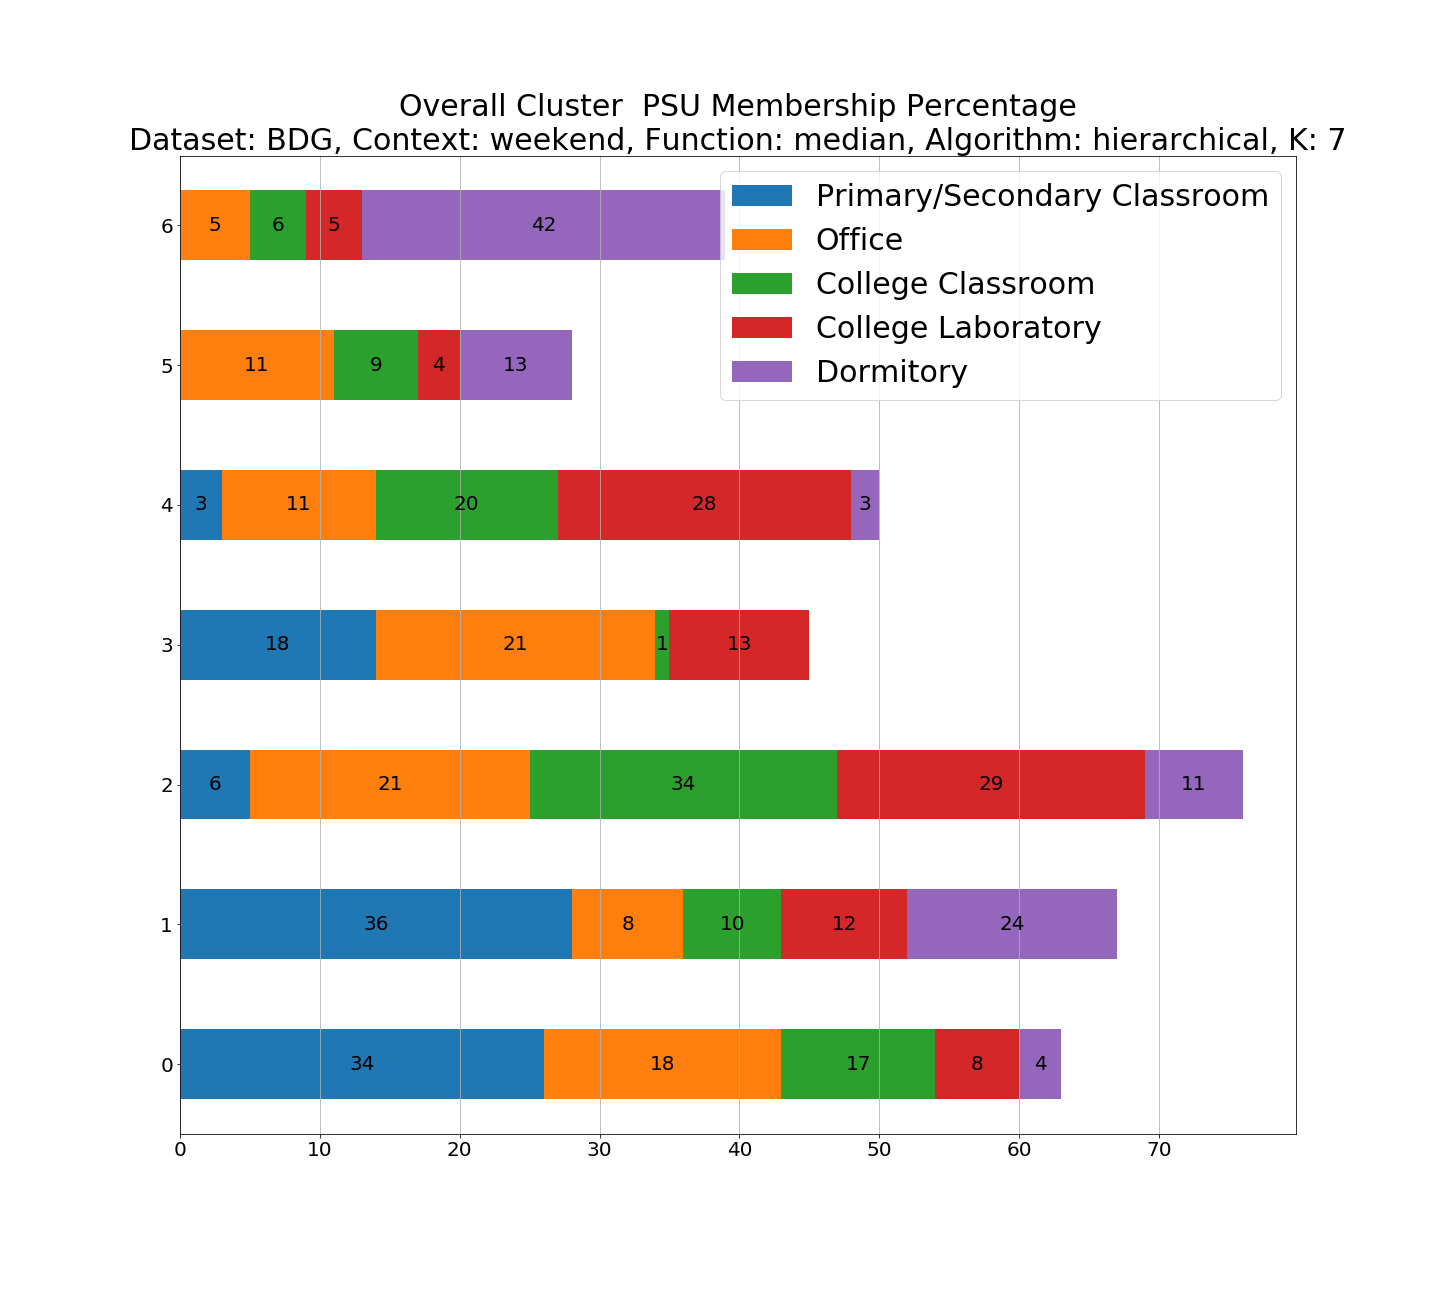 Overall Cluster  PSU Membership Percentage
Dataset: BDG, Context: weekend, Function: median, Algorithm: hierarchical, K: 7
Primary/Secondary Classroom
Office
College Classroom
College Laboratory
Dormitory
6 5 6 5 42
5 11 9 4 13
4 3 11 20 28 3
3 18 21 1 13
2 6 21 34 29 11
1 36 8 10 12 24
0 34 18 17 8 4
0 10 20 30 40 50 60 70